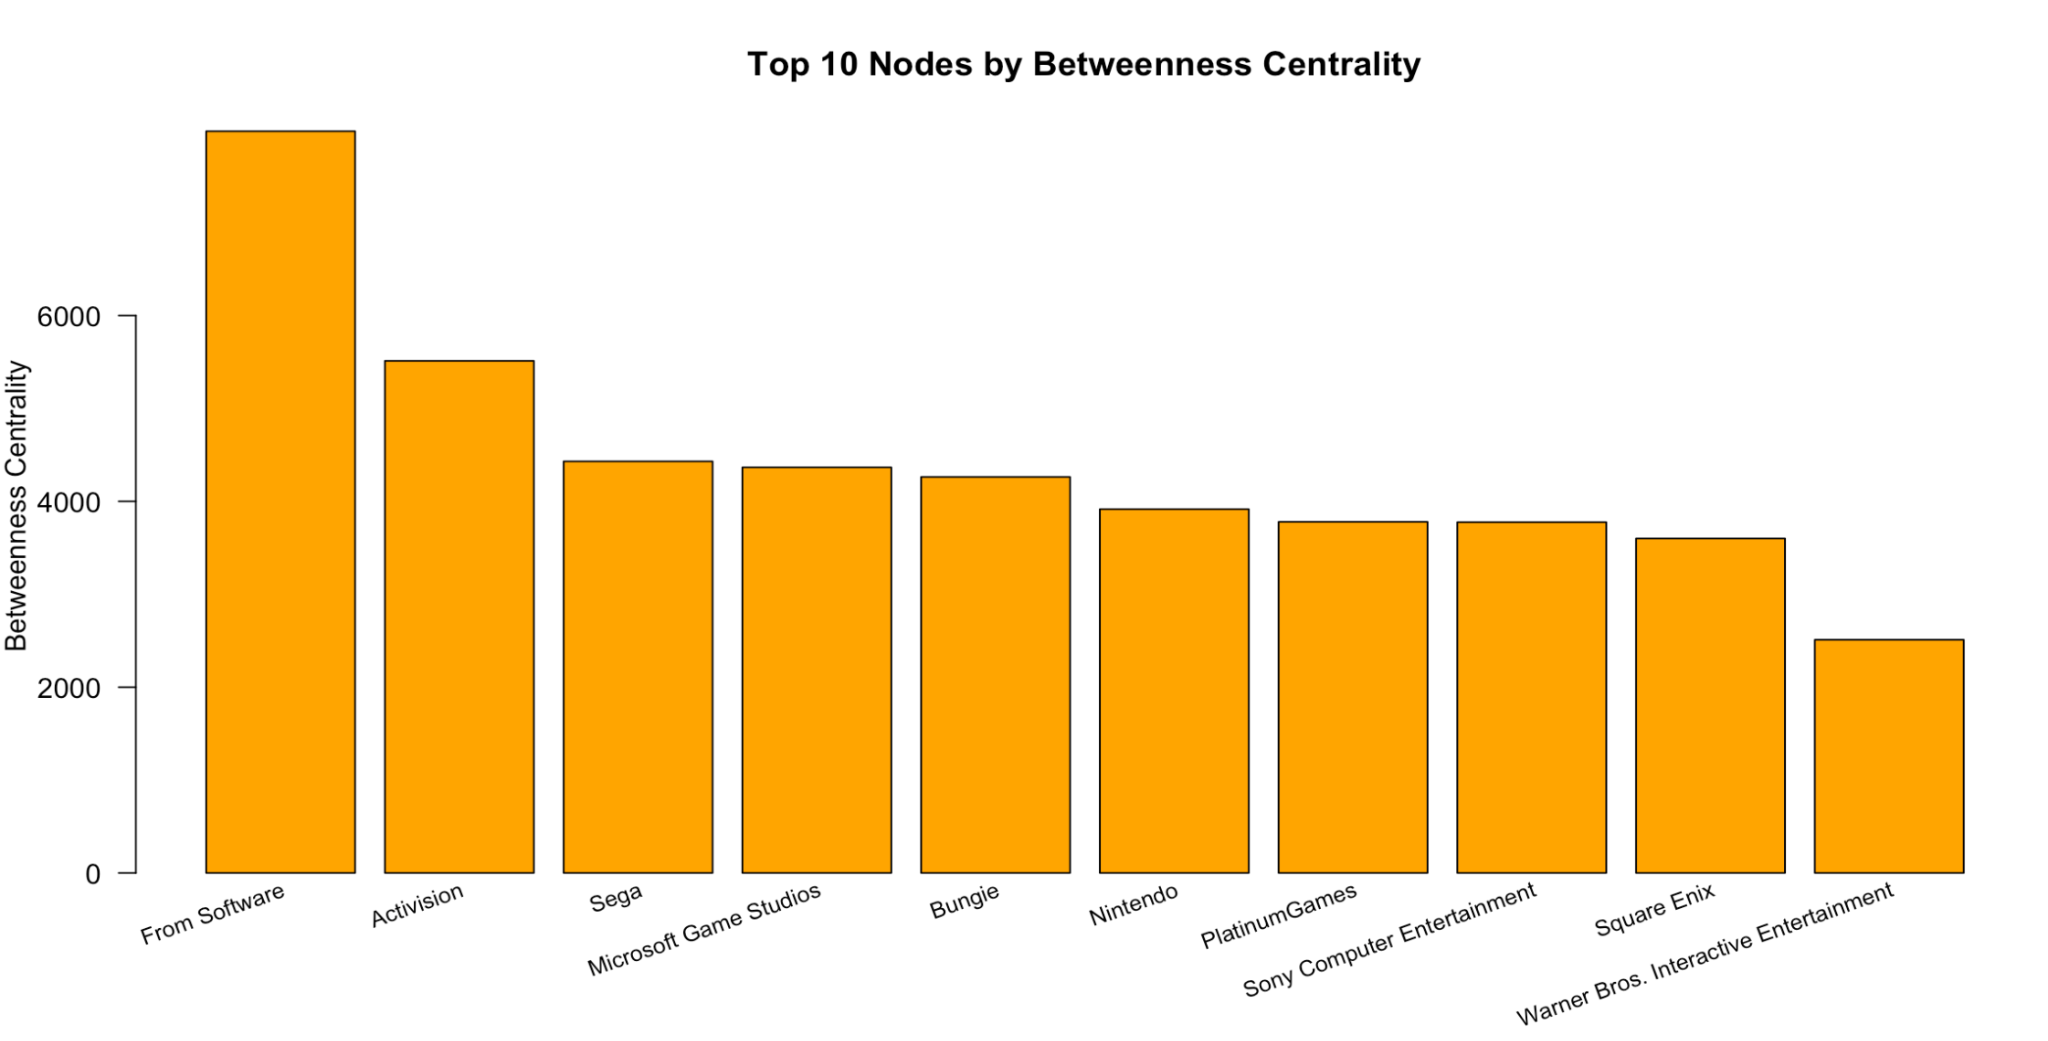 Top 10 Nodes by Betweenness Centrality
Betweenness Centrality
6000
4000
2000
0
From Software
Activision
Sega
Microsoft Game Studios
Bungie
Nintendo
PlatinumGames
Sony Computer Entertainment
Square Enix
Warner Bros. Interactive Entertainment